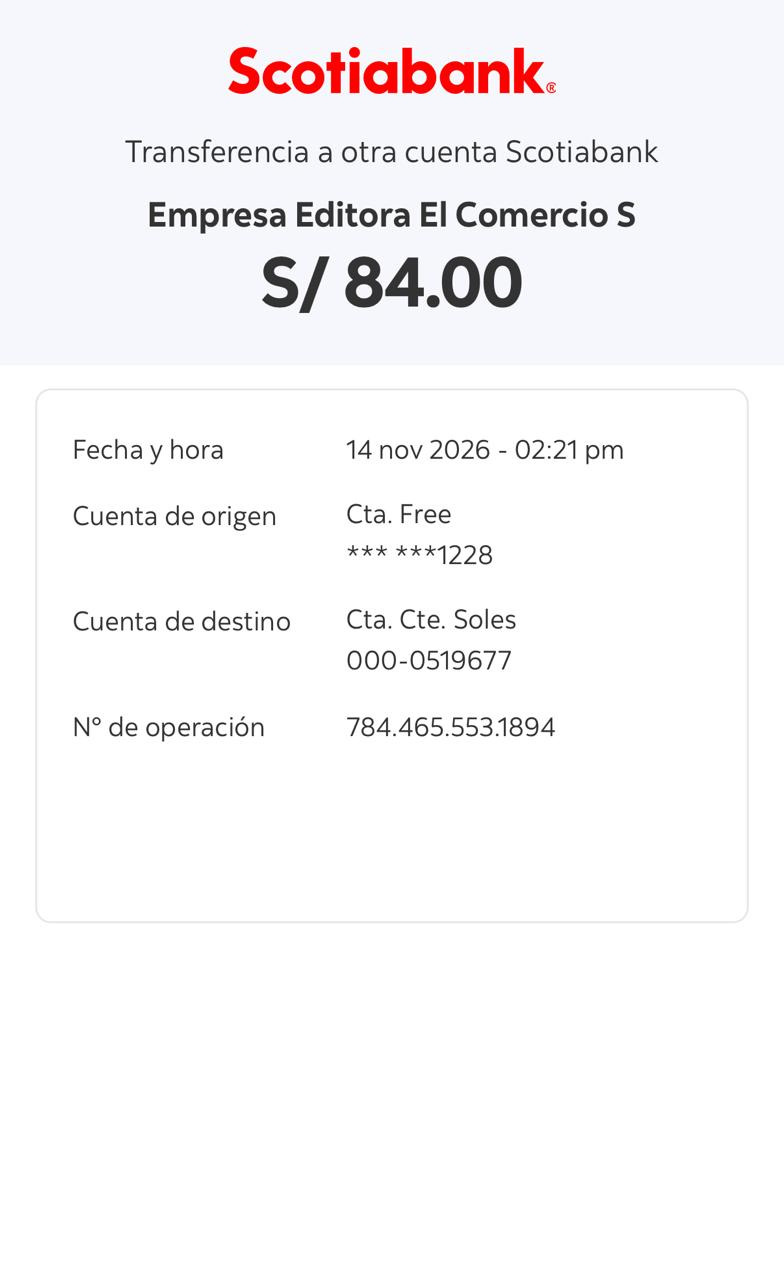 Scotiabank®
Transferencia a otra cuenta Scotiabank
Empresa Editora El Comercio S
S/ 84.00
Fecha y hora 14 nov 2026 - 02:21 pm
Cuenta de origen Cta. Free
*** ***1228
Cuenta de destino Cta. Cte. Soles
000-0519677
N° de operación 784.465.553.1894